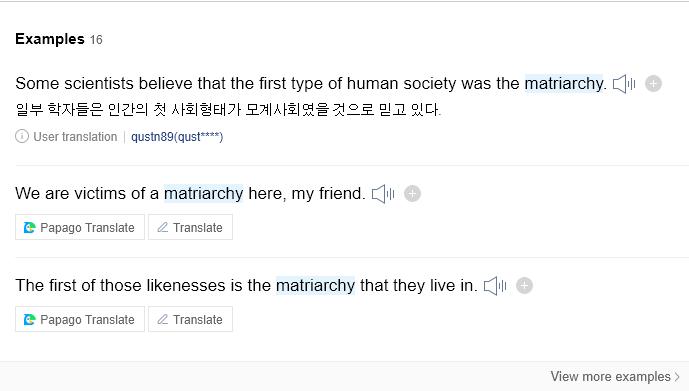 Examples 16
Some scientists believe that the first type of human society was the matriarchy.
일부 학자들은 인간의 첫 사회형태가 모계사회였을 것으로 믿고 있다.
User translation | qustn89(qust****)
We are victims of a matriarchy here, my friend.
Papago Translate Translate
The first of those likenesses is the matriarchy that they live in.
Papago Translate Translate
View more examples